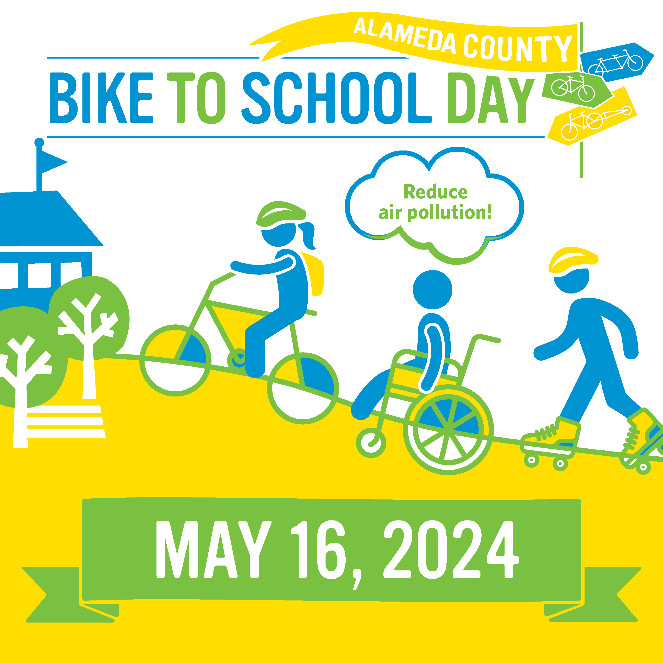 ALAMEDA COUNTY
BIKE TO SCHOOL DAY
Reduce
air pollution!
MAY 16, 2024